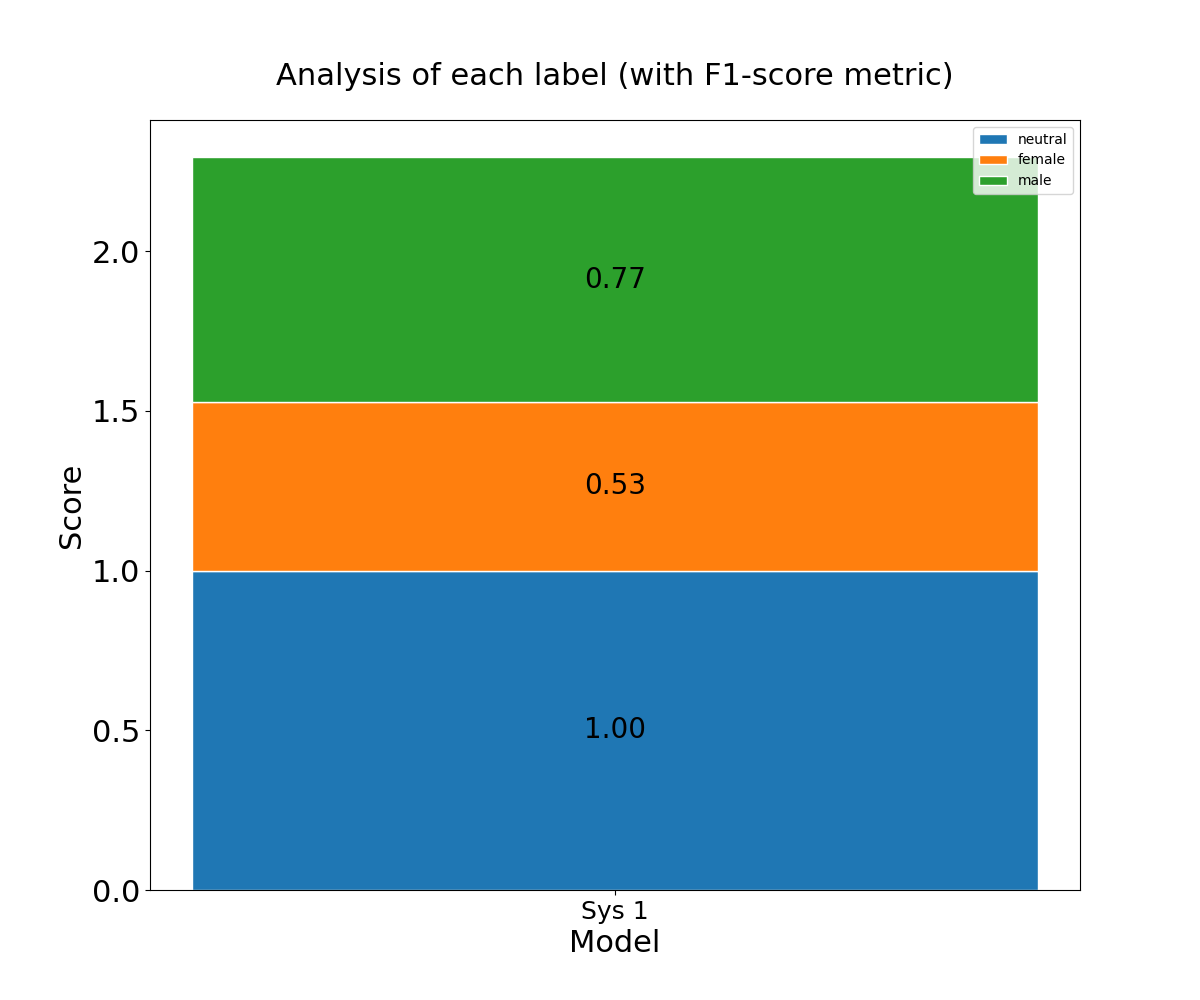 Analysis of each label (with F1-score metric)
neutral
female
male
2.0
1.5
1.0
0.5
0.0
Score
0.77
0.53
1.00
Sys 1
Model